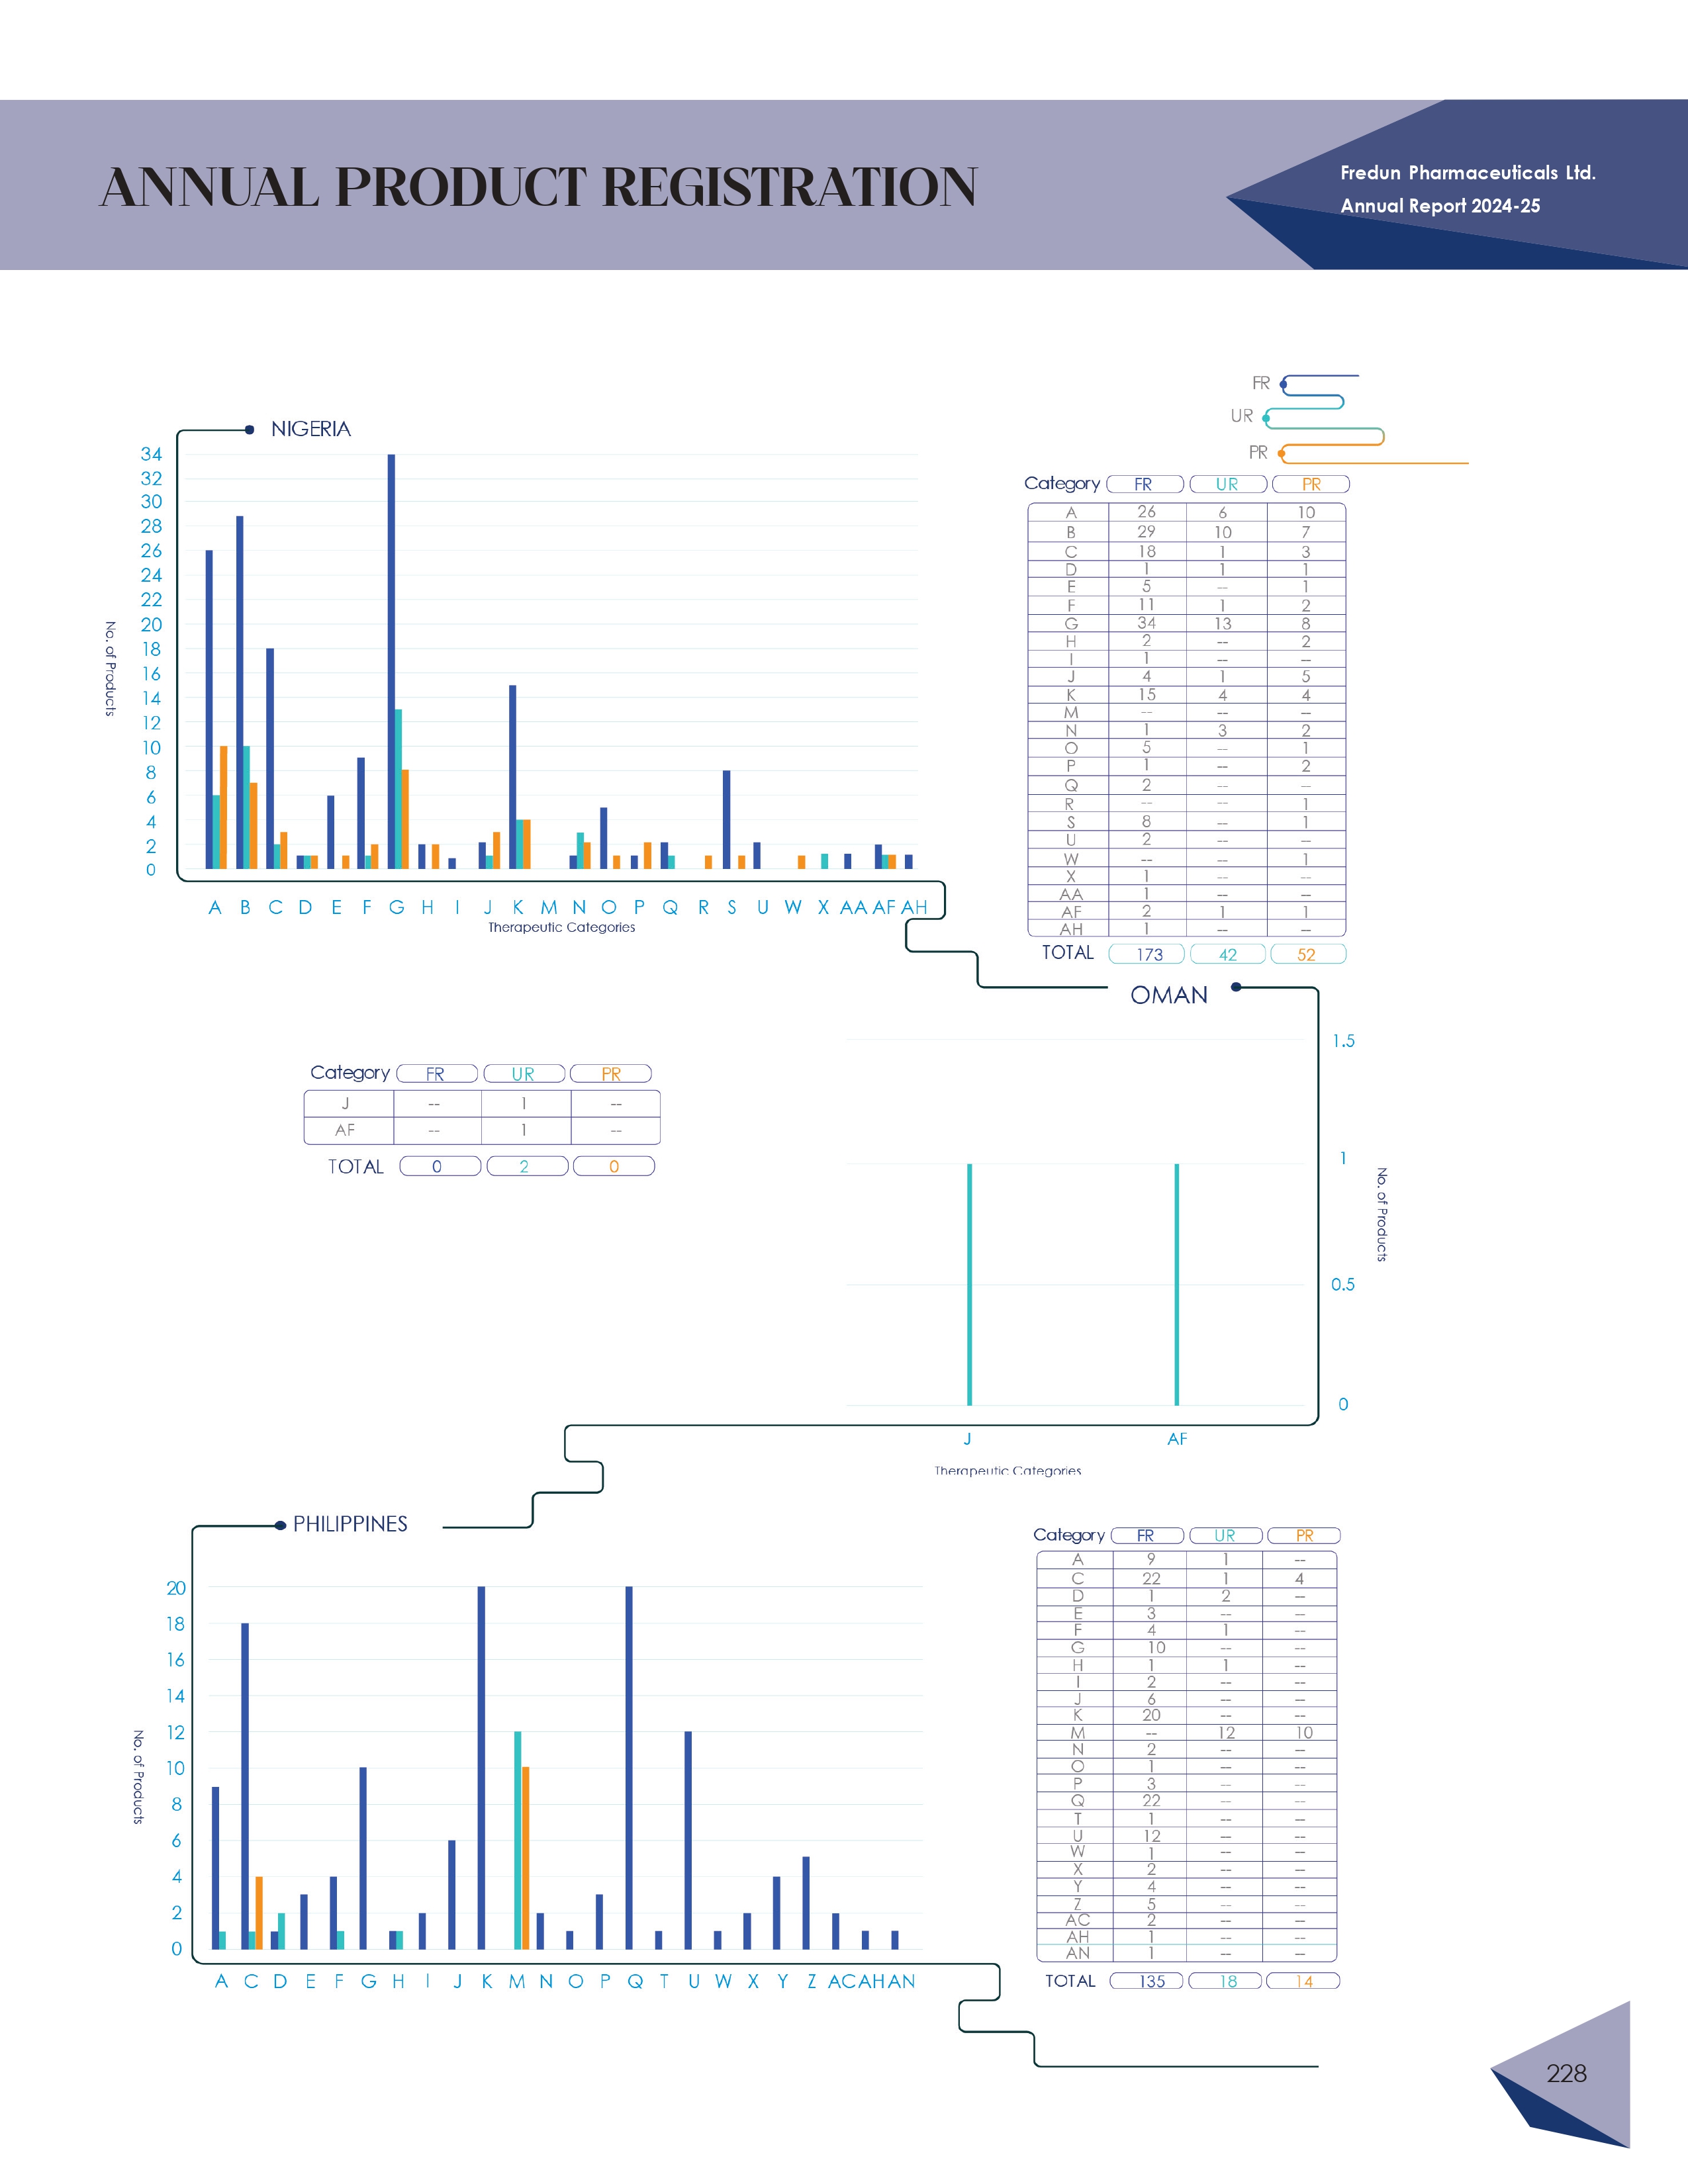 ANNUAL PRODUCT REGISTRATION
Fredun Pharmaceuticals Ltd.
Annual Report 2024-25
FR
UR
PR
NIGERIA
34
32
30
28
26
24
22
20
18
16
14
12
10
8
6
4
2
0
No. of Products
A B C D E F G H I J K M N O P Q R S U W X AA AF AH
Therapeutic Categories
Category FR UR PR
A 26 6 10
B 29 10 7
C 18 1 3
D 1 1 1
E 5 -- 1
F 11 1 2
G 34 13 8
H 2 -- 2
I 1 -- --
J 4 1 5
K 15 4 4
M -- -- --
N 1 3 2
O 5 -- 1
P 1 -- 2
Q 2 -- --
R -- -- 1
S 8 -- 1
U 2 -- --
W -- -- 1
X 1 -- --
AA 1 -- --
AF 2 1 1
AH 1 -- --
TOTAL 173 42 52
OMAN
Category FR UR PR
J -- 1 --
AF -- 1 --
TOTAL 0 2 0
1.5
1
0.5
0
No. of Products
J AF
Therapeutic Categories
PHILIPPINES
20
18
16
14
12
10
8
6
4
2
0
No. of Products
A C D E F G H I J K M N O P Q T U W X Y Z AC AH AN
Category FR UR PR
A 9 1 --
C 22 1 4
D 1 2 --
E 3 -- --
F 4 1 --
G 10 -- --
H 1 1 --
I 2 -- --
J 6 -- --
K 20 -- --
M -- 12 10
N 2 -- --
O 1 -- --
P 3 -- --
Q 22 -- --
T 1 -- --
U 12 -- --
W 1 -- --
X 2 -- --
Y 4 -- --
Z 5 -- --
AC 2 -- --
AH 1 -- --
AN 1 -- --
TOTAL 135 18 14
228